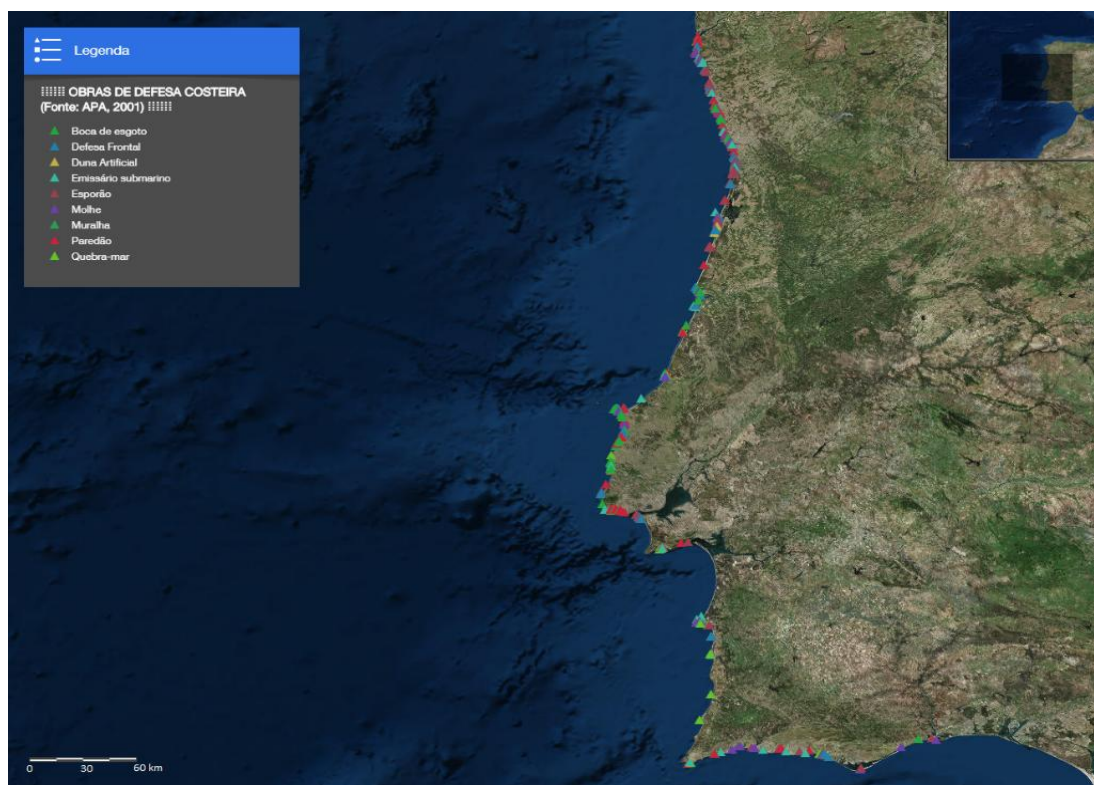 Legenda
⁞⁞⁞⁞⁞⁞ OBRAS DE DEFESA COSTEIRA
(Fonte: APA, 2001) ⁞⁞⁞⁞⁞⁞
Boca de esgoto
Defesa Frontal
Duna Artificial
Emissário submarino
Esporão
Molhe
Muralha
Paredão
Quebra-mar
0 30 60 km